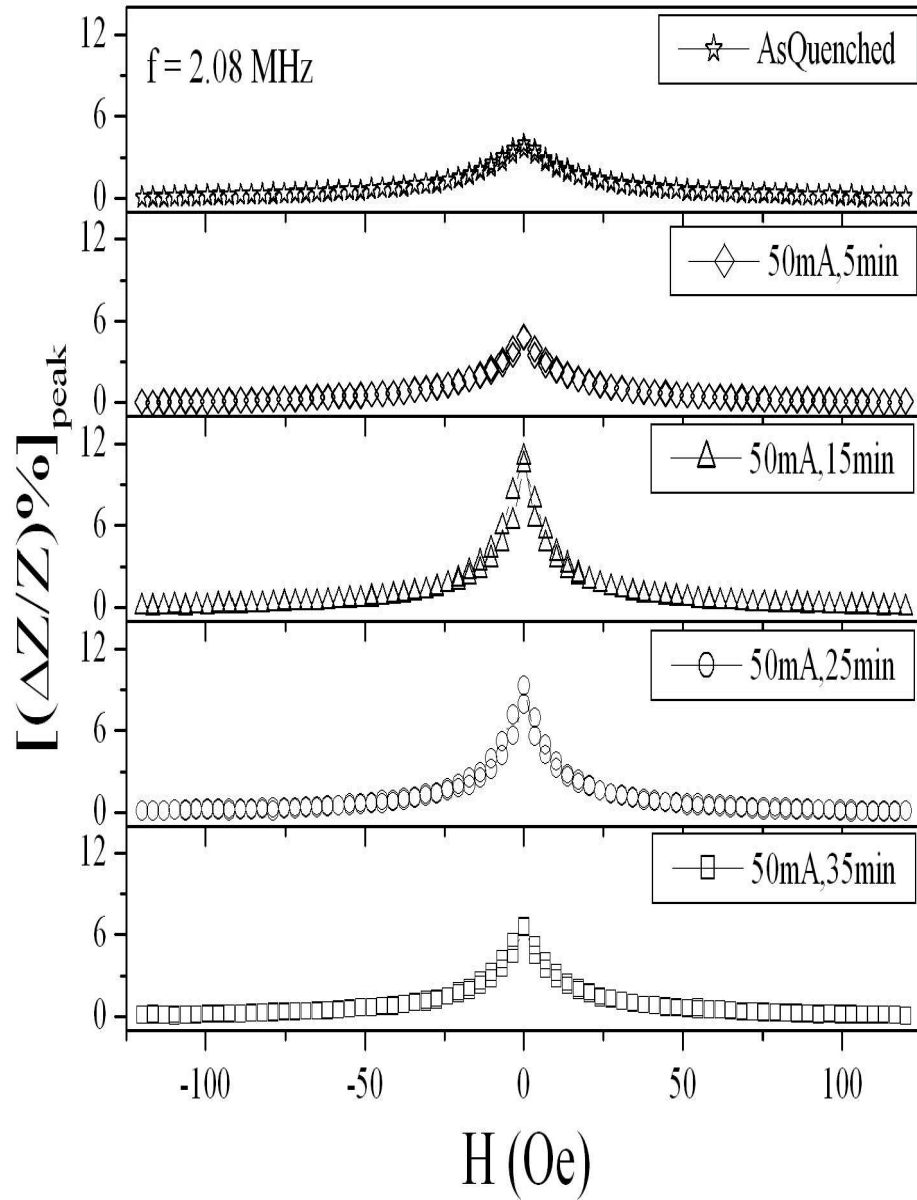 f = 2.08 MHz
AsQuenched
12
6
0
50mA,5min
12
6
0
50mA,15min
12
6
0
50mA,25min
12
6
0
50mA,35min
12
6
0
[(ΔZ/Z)%]peak
-100 -50 0 50 100
H (Oe)